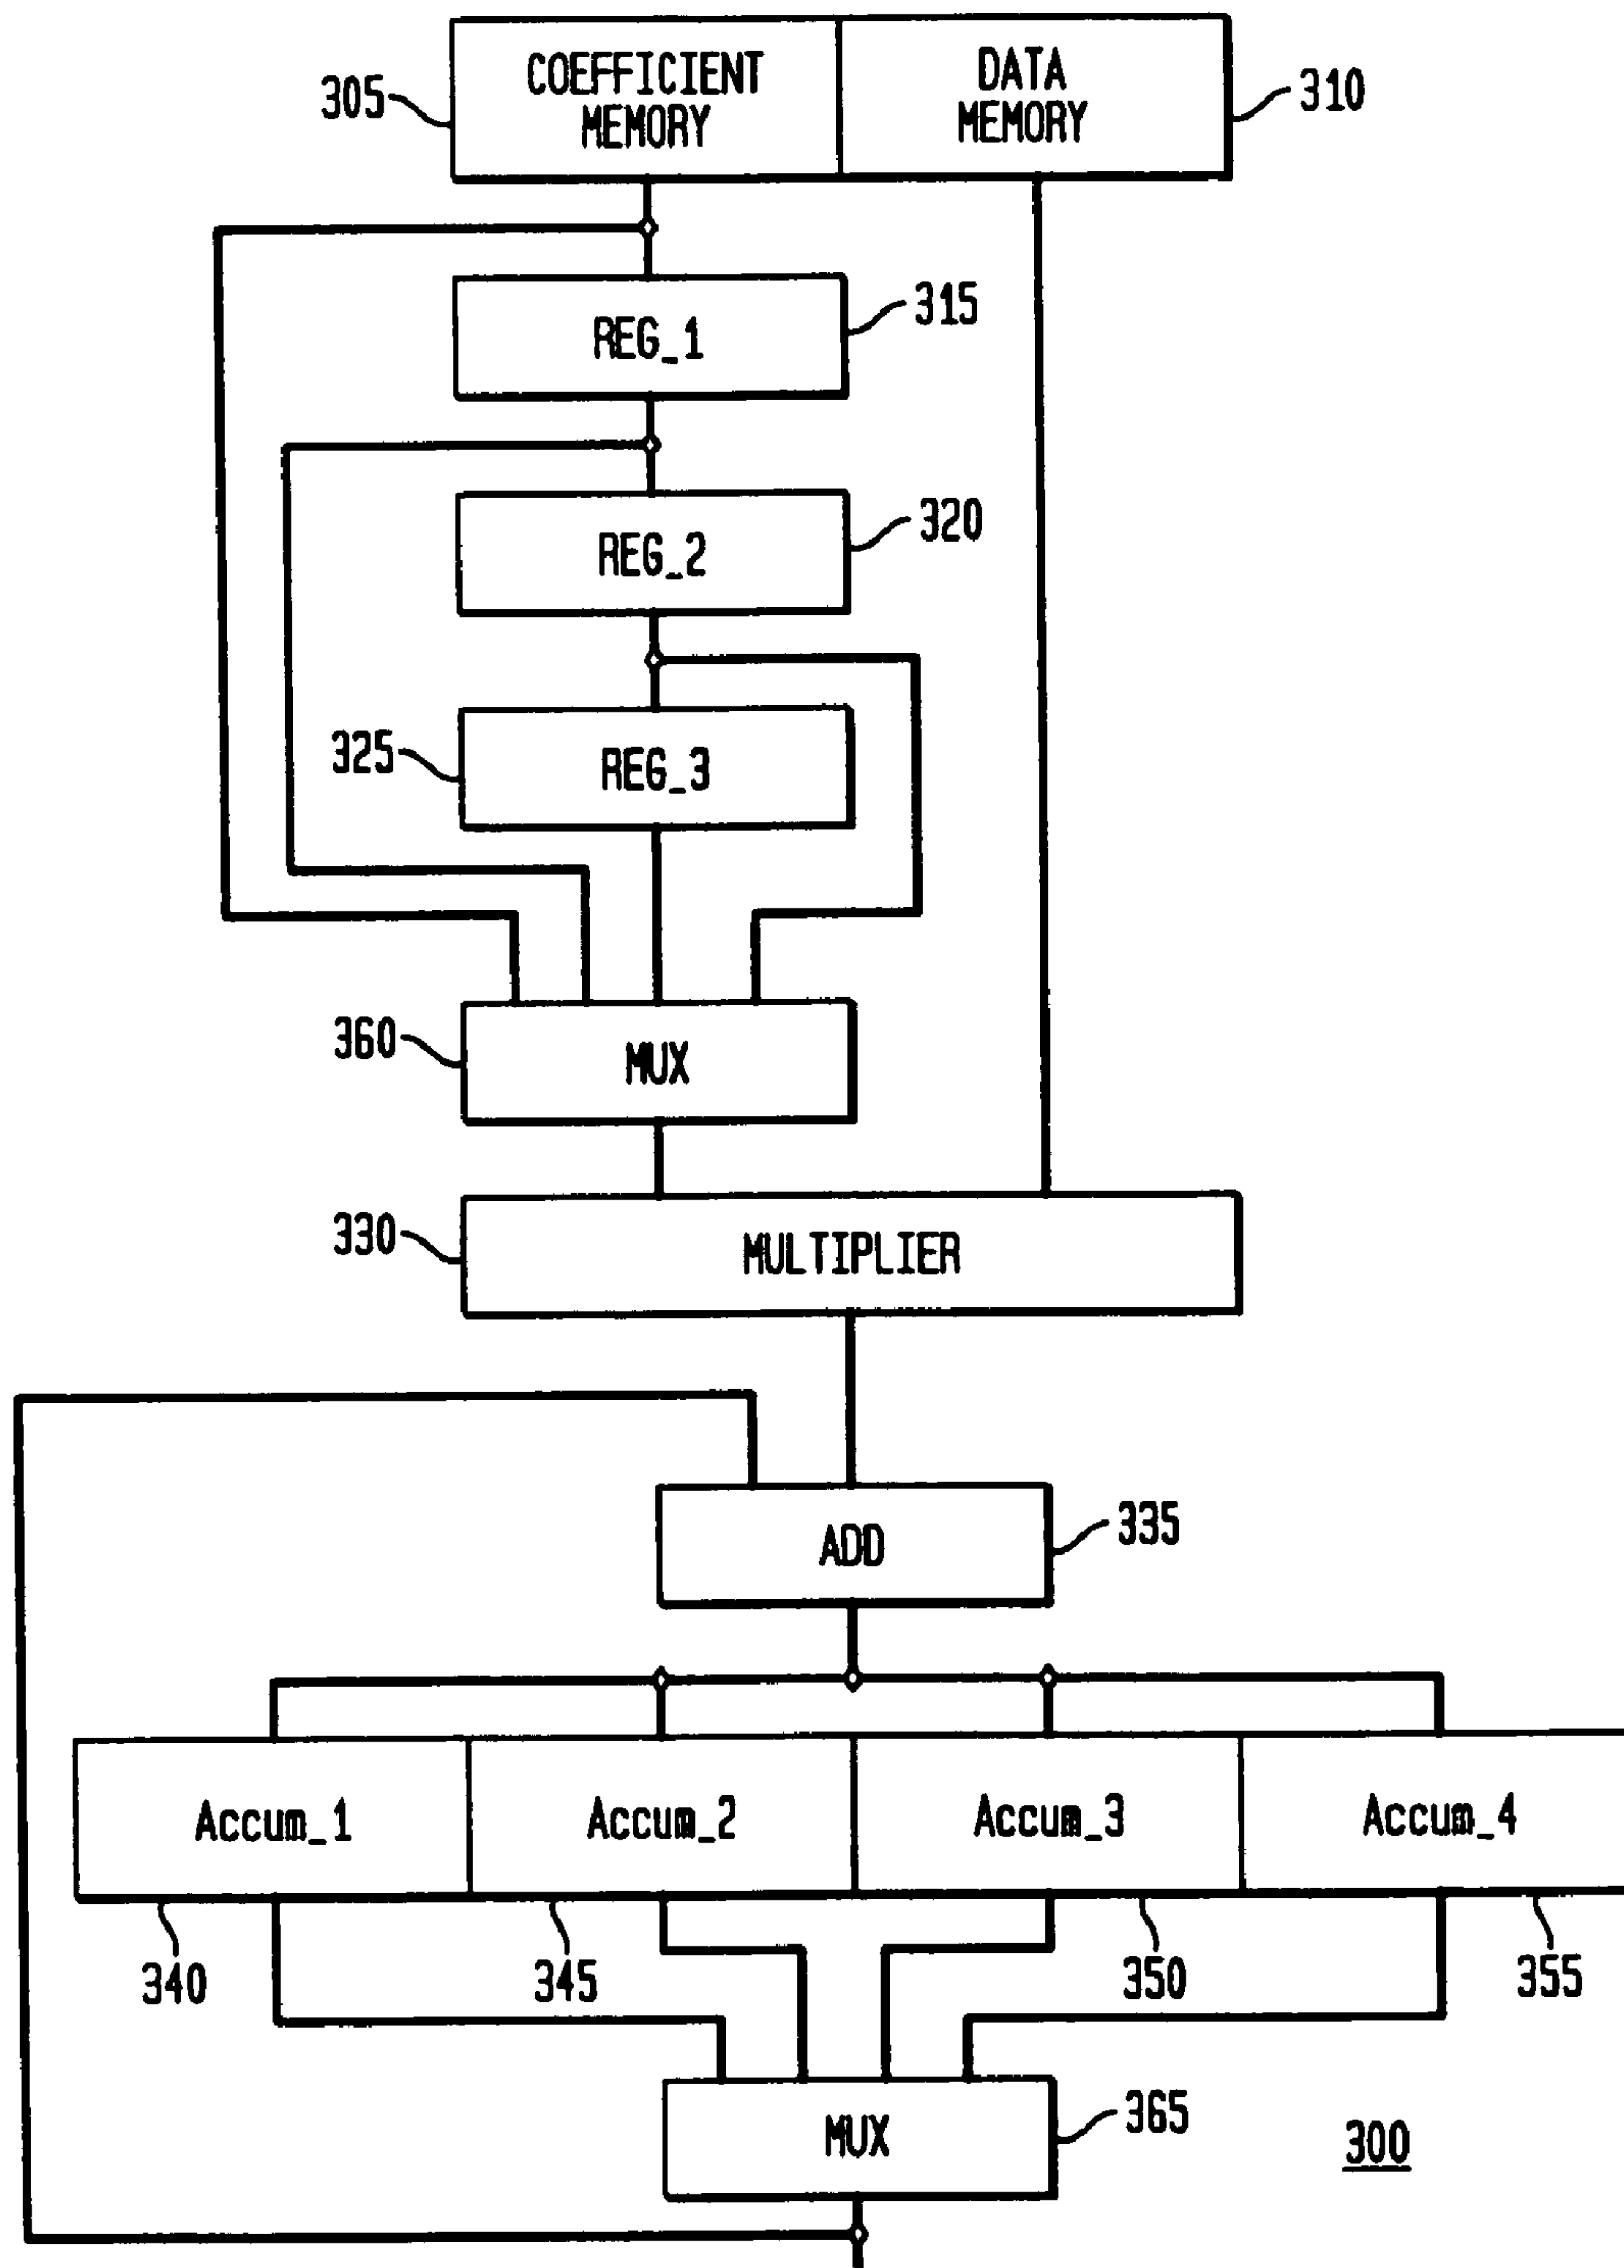 COEFFICIENT
MEMORY
DATA
MEMORY
305
310
REG_1
315
REG_2
320
325
REG_3
360
MUX
330
MULTIPLIER
ADD
335
Accum_1
Accum_2
Accum_3
Accum_4
340
345
350
355
MUX
365
300